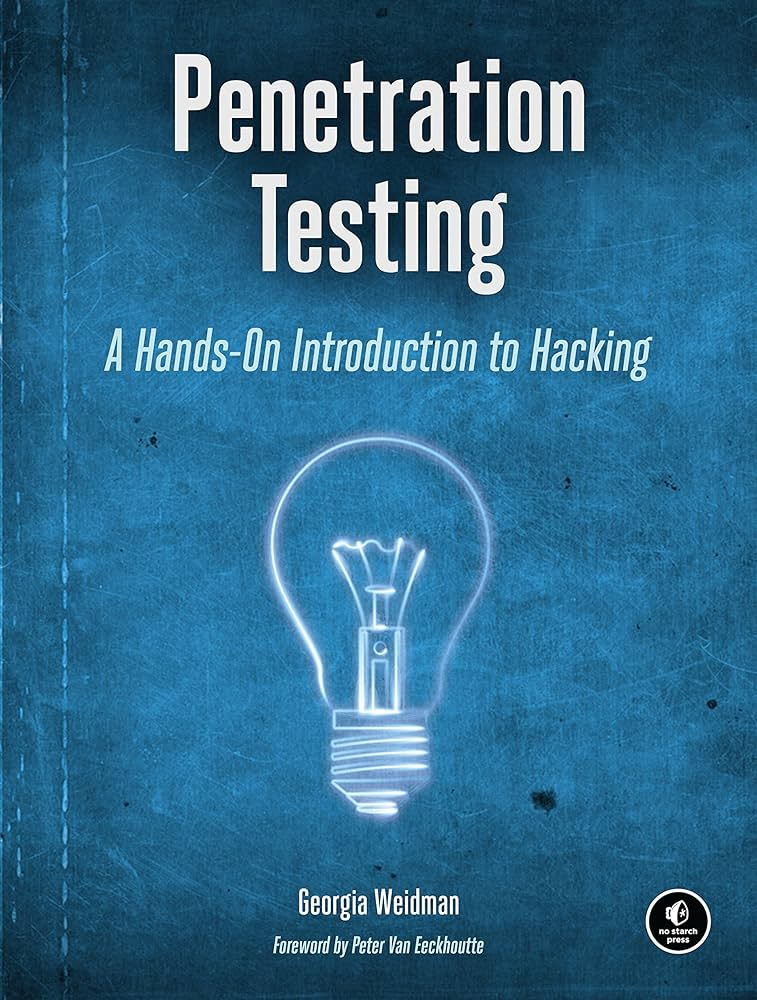 Penetration
Testing
A Hands-On Introduction to Hacking
Georgia Weidman
Foreword by Peter Van Eeckhoutte
no starch
press